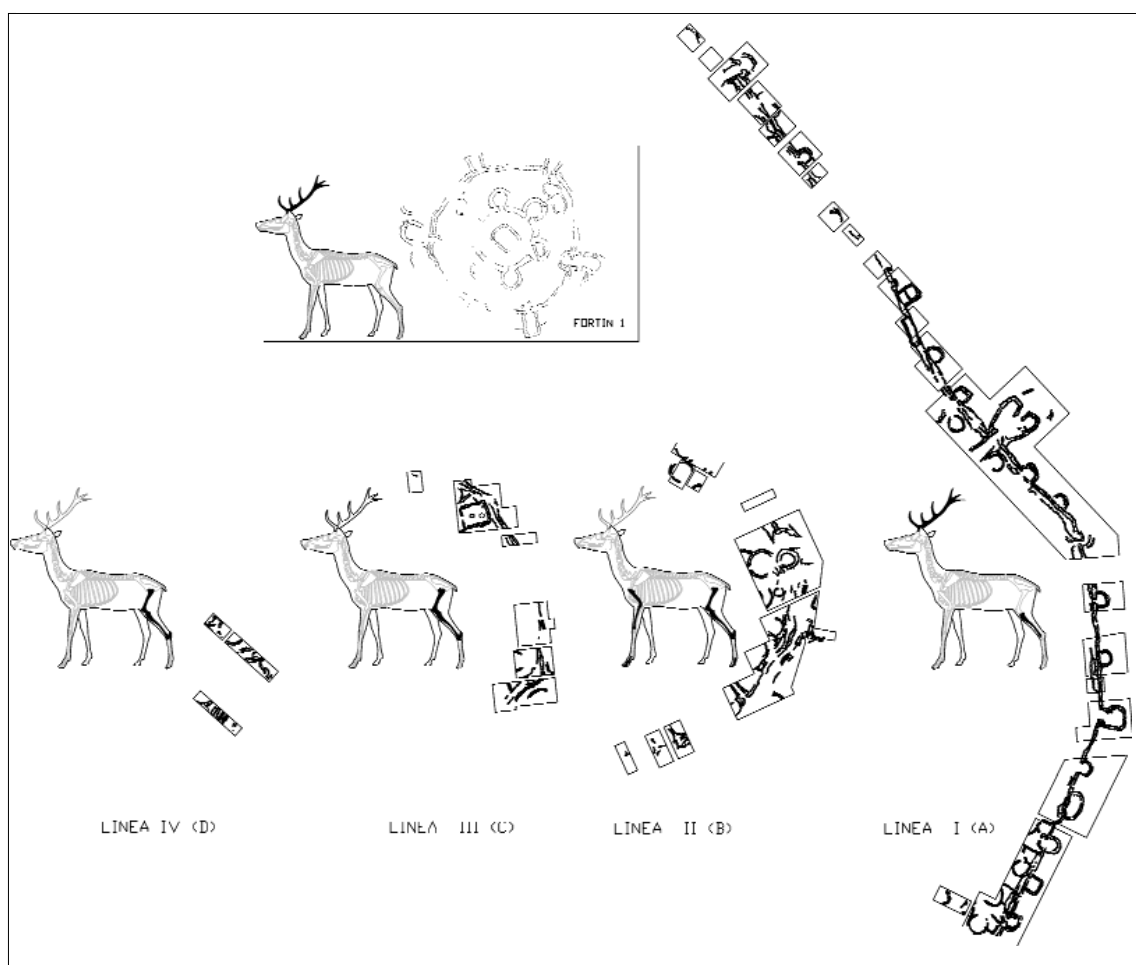 FORTIN 1
LINEA IV (D)
LINEA III (C)
LINEA II (B)
LINEA I (A)